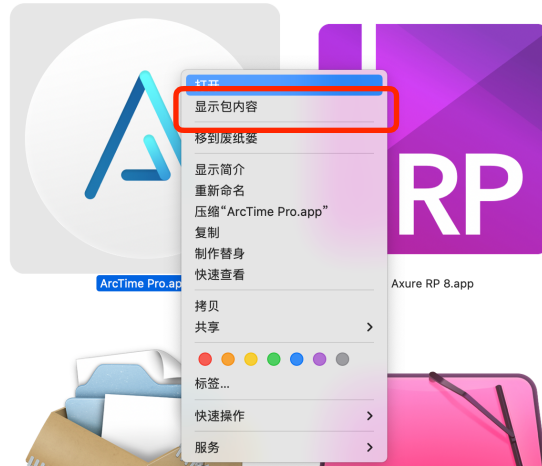 打开
显示包内容
移到废纸篓
显示简介
重新命名
压缩“ArcTime Pro.app”
复制
制作替身
快速查看
拷贝
共享
标签...
快速操作
服务
ArcTime Pro.ap
RP
Axure RP 8.app